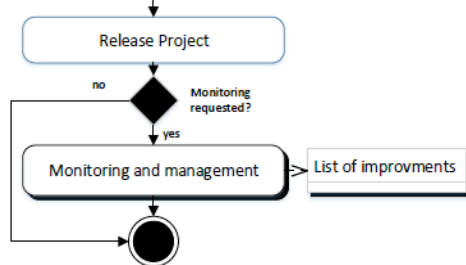 Release Project
no
Monitoring
requested?
yes
Monitoring and management
List of improvments